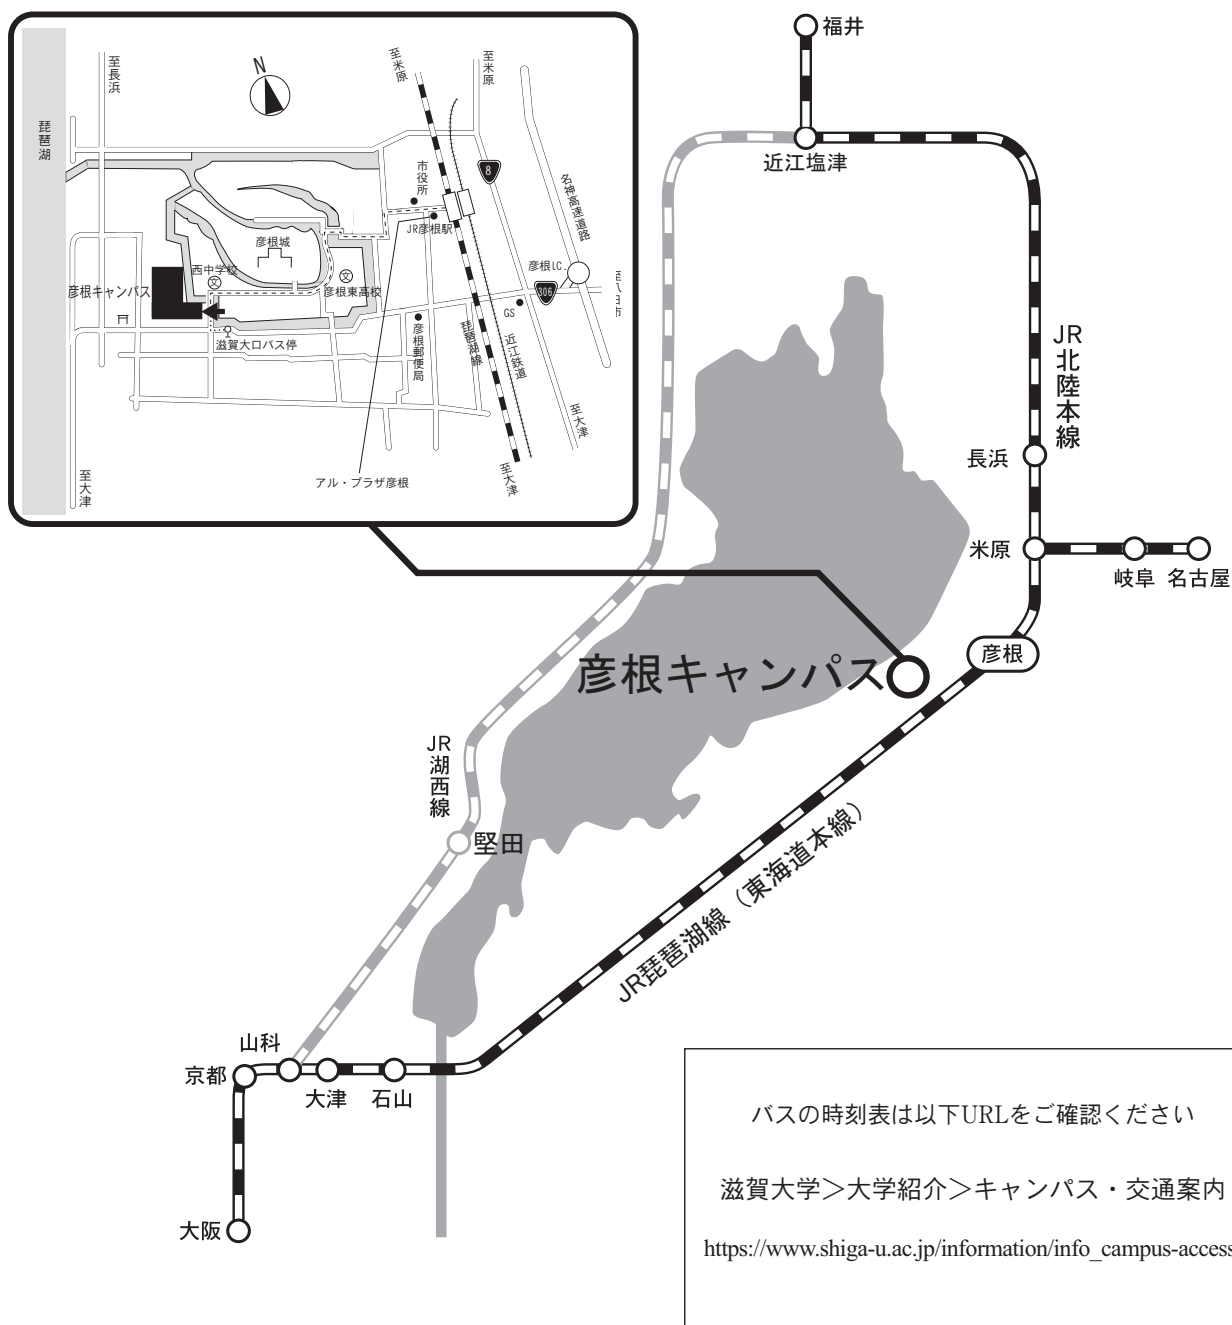 至長浜
N
至米原
至米原
琵琶湖
市役所
8
名神高速道路
JR彦根駅
彦根城
彦根I.C.
西中学校
文
文
306
彦根キャンパス
彦根東高校
GS
滋賀大口バス停
彦根郵便局
琵琶湖線
近江鉄道
至大津
至大津
至大津
アル・プラザ彦根
福井
近江塩津
JR北陸本線
長浜
米原
岐阜
名古屋
彦根
彦根キャンパス
JR湖西線
堅田
JR琵琶湖線（東海道本線）
山科
京都
大津
石山
大阪
バスの時刻表は以下URLをご確認ください
滋賀大学＞大学紹介＞キャンパス・交通案内
https://www.shiga-u.ac.jp/information/info_campus-access